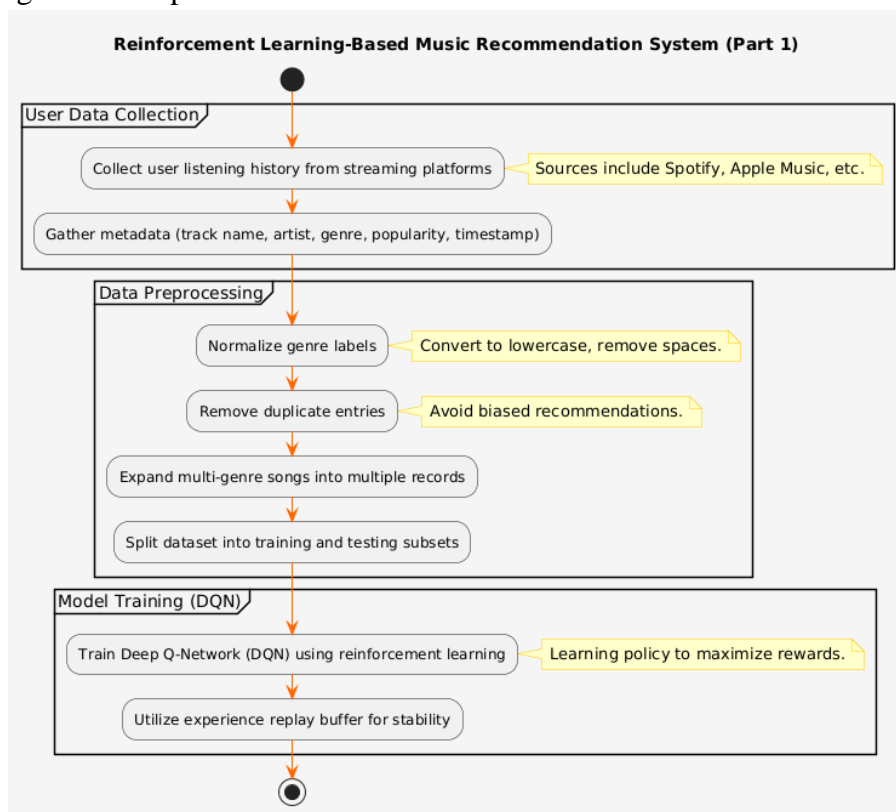 Reinforcement Learning-Based Music Recommendation System (Part 1)
User Data Collection
Collect user listening history from streaming platforms
Sources include Spotify, Apple Music, etc.
Gather metadata (track name, artist, genre, popularity, timestamp)
Data Preprocessing
Normalize genre labels
Convert to lowercase, remove spaces.
Remove duplicate entries
Avoid biased recommendations.
Expand multi-genre songs into multiple records
Split dataset into training and testing subsets
Model Training (DQN)
Train Deep Q-Network (DQN) using reinforcement learning
Learning policy to maximize rewards.
Utilize experience replay buffer for stability